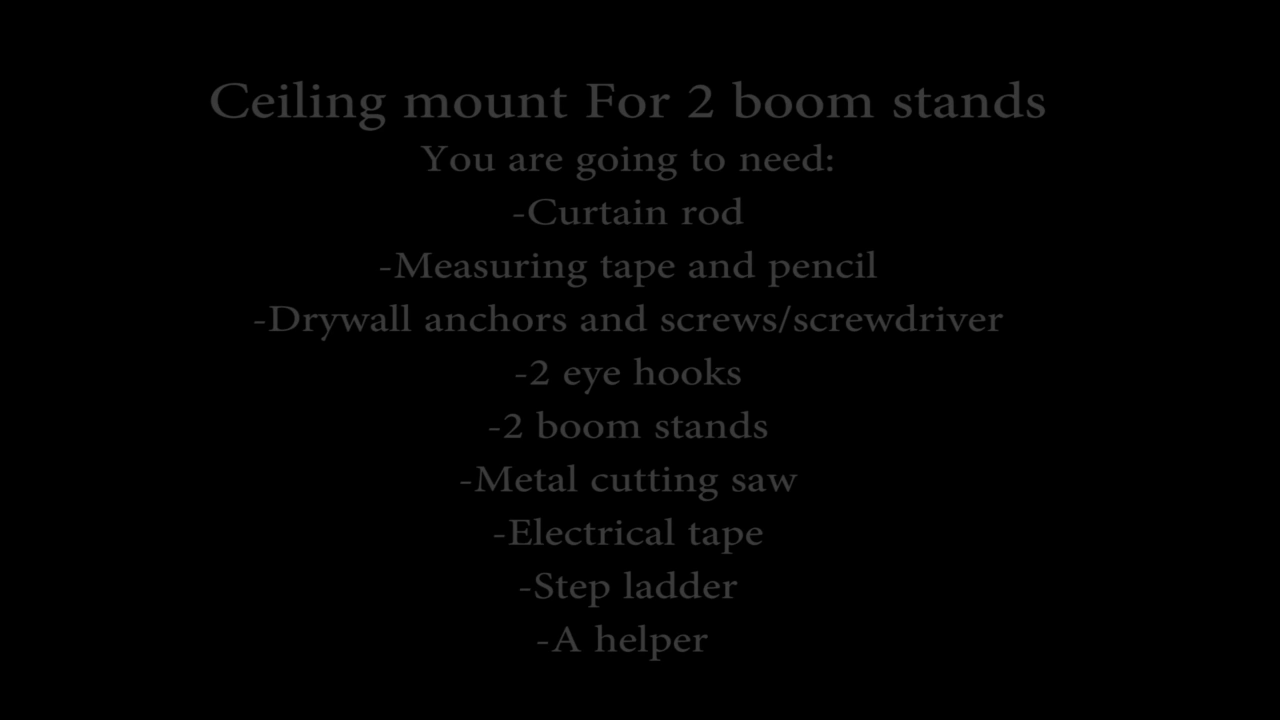 Ceiling mount For 2 boom stands
You are going to need:
-Curtain rod
-Measuring tape and pencil
-Drywall anchors and screws/screwdriver
-2 eye hooks
-2 boom stands
-Metal cutting saw
-Electrical tape
-Step ladder
-A helper